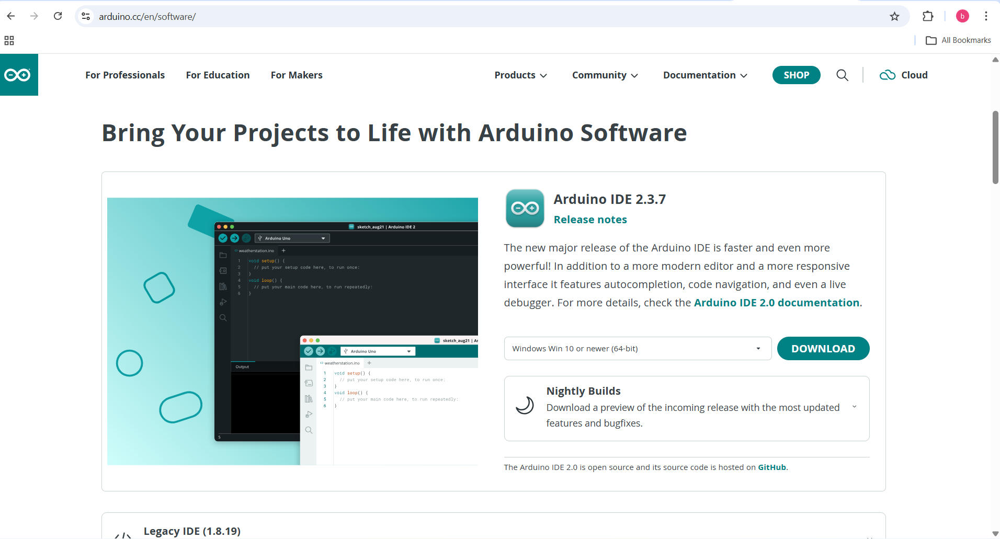 arduino.cc/en/software/
b
All Bookmarks
For Professionals For Education For Makers Products Community Documentation SHOP Cloud
Bring Your Projects to Life with Arduino Software
sketch_aug21 | Arduino IDE 2
Arduino Uno
weatherstation.ino +
1 void setup() {
2 // put your setup code here, to run once:
3 }
4 void loop() {
5 // put your main code here, to run repeatedly:
6 }
Output
5
sketch_aug21 | Ar
Arduino Uno
weatherstation.ino +
1 void setup() {
2 // put your setup code here, to run once:
3 }
4 void loop() {
5 // put your main code here, to run repeatedly:
6 }
Arduino IDE 2.3.7
Release notes
The new major release of the Arduino IDE is faster and even more
powerful! In addition to a more modern editor and a more responsive
interface it features autocompletion, code navigation, and even a live
debugger. For more details, check the Arduino IDE 2.0 documentation.
Windows Win 10 or newer (64-bit)
DOWNLOAD
Nightly Builds
Download a preview of the incoming release with the most updated
features and bugfixes.
The Arduino IDE 2.0 is open source and its source code is hosted on GitHub.
Legacy IDE (1.8.19)